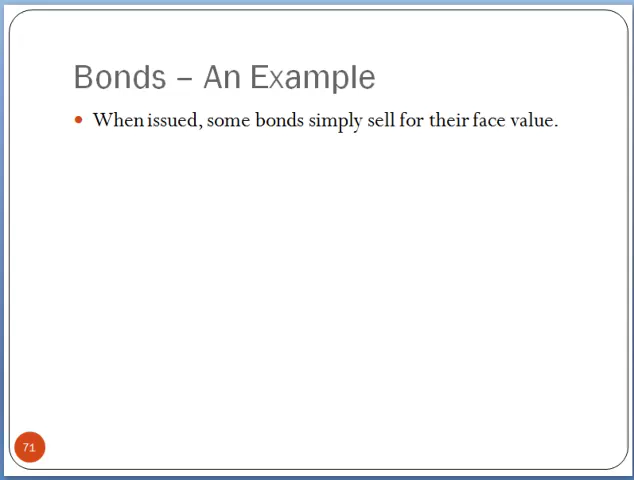 Bonds – An Example
• When issued, some bonds simply sell for their face value.
71